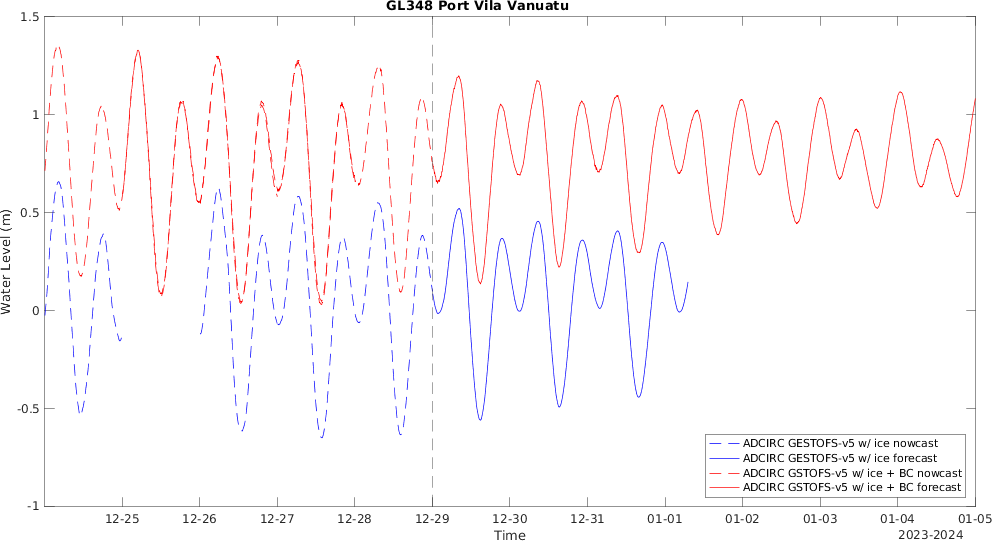 GL348 Port Vila Vanuatu
1.5
1
0.5
0
-0.5
-1
Water Level (m)
ADCIRC GESTOFS-v5 w/ ice nowcast
ADCIRC GESTOFS-v5 w/ ice forecast
ADCIRC GSTOFS-v5 w/ ice + BC nowcast
ADCIRC GSTOFS-v5 w/ ice + BC forecast
12-25 12-26 12-27 12-28 12-29 12-30 12-31 01-01 01-02 01-03 01-04 01-05
Time
2023-2024